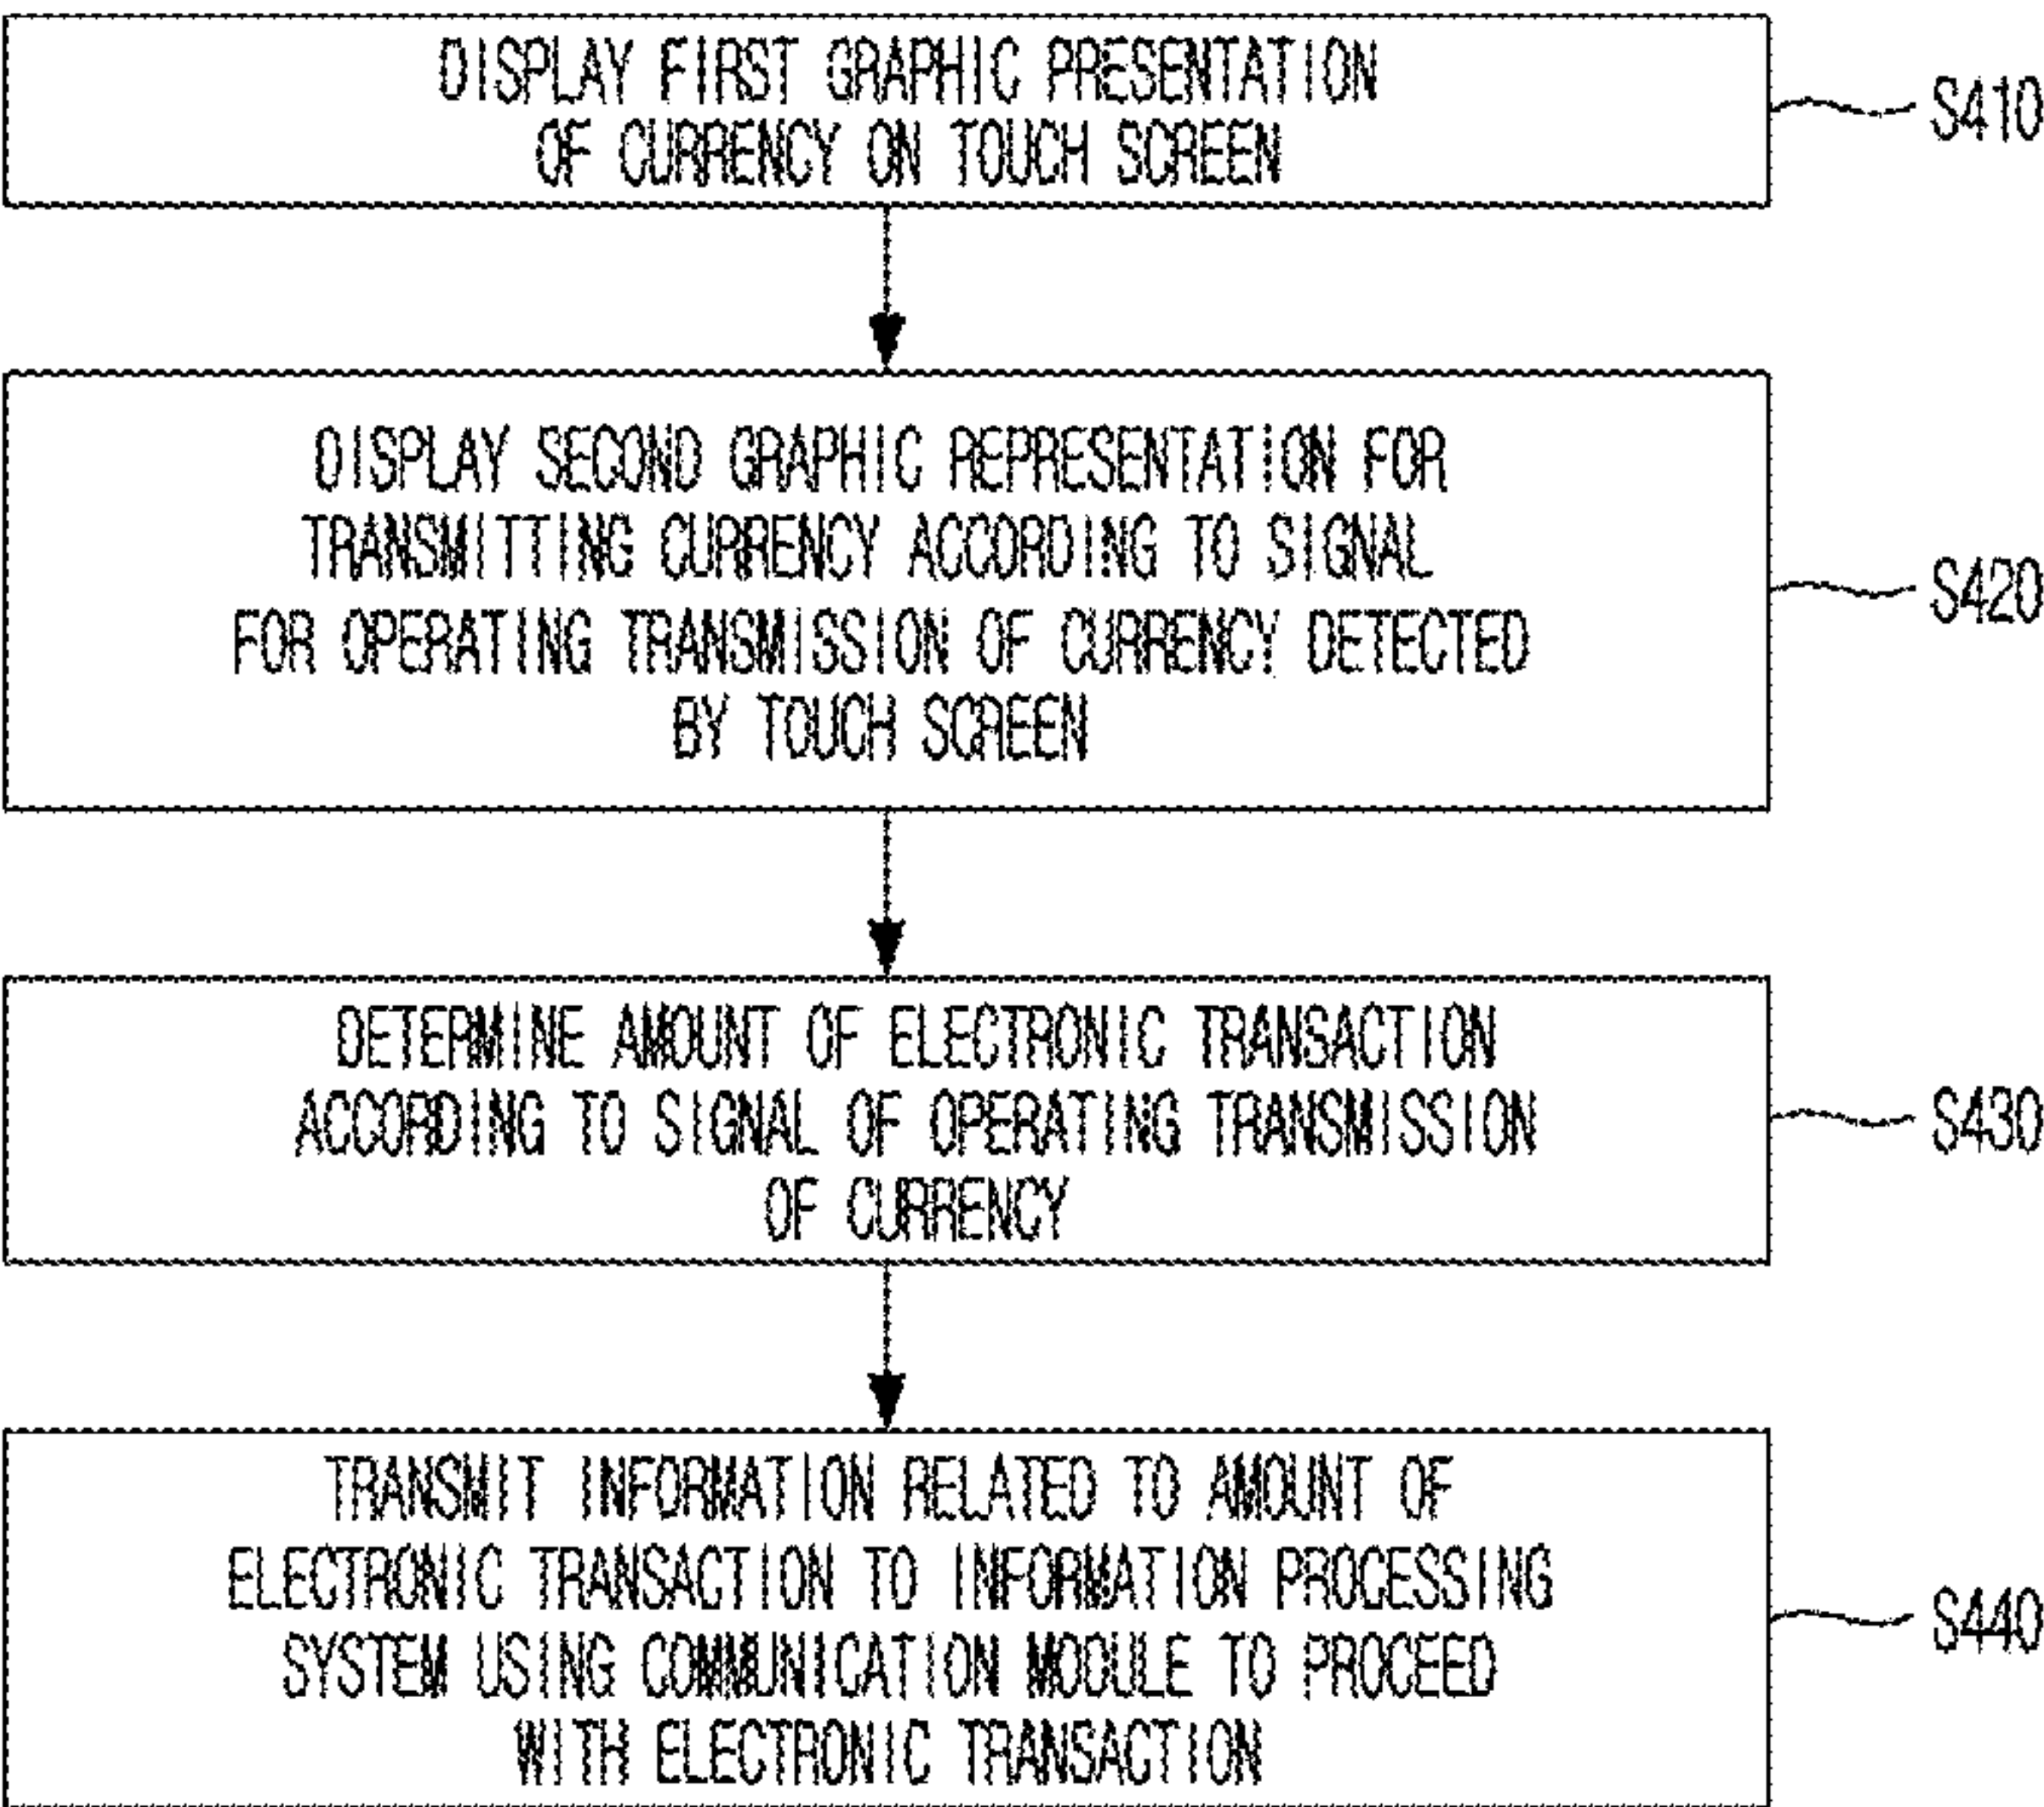 DISPLAY FIRST GRAPHIC PRESENTATION
OF CURRENCY ON TOUCH SCREEN
S410
DISPLAY SECOND GRAPHIC REPRESENTATION FOR
TRANSMITTING CURRENCY ACCORDING TO SIGNAL
FOR OPERATING TRANSMISSION OF CURRENCY DETECTED
BY TOUCH SCREEN
S420
DETERMINE AMOUNT OF ELECTRONIC TRANSACTION
ACCORDING TO SIGNAL OF OPERATING TRANSMISSION
OF CURRENCY
S430
TRANSMIT INFORMATION RELATED TO AMOUNT OF
ELECTRONIC TRANSACTION TO INFORMATION PROCESSING
SYSTEM USING COMMUNICATION MODULE TO PROCEED
WITH ELECTRONIC TRANSACTION
S440